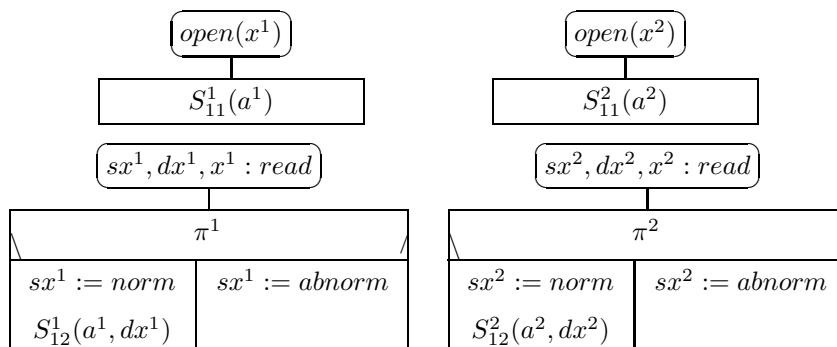 open(x¹) open(x²)
S¹₁₁(a¹) S²₁₁(a²)
sx¹, dx¹, x¹ : read sx², dx², x² : read
π¹ π²
sx¹ := norm sx¹ := abnorm sx² := norm sx² := abnorm
S¹₁₂(a¹, dx¹) S²₁₂(a², dx²)